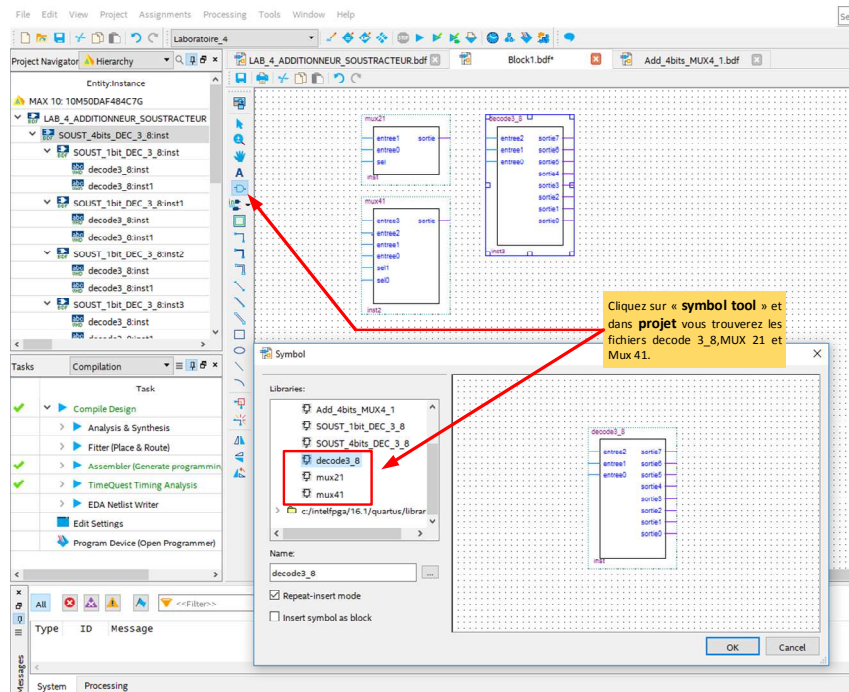 File Edit View Project Assignments Processing Tools Window Help
Se
Laboratoire_4
Project Navigator Hierarchy
LAB_4_ADDITIONNEUR_SOUSTRACTEUR.bdf
Block1.bdf*
Add_4bits_MUX4_1.bdf
Entity:Instance
MAX 10: 10M50DAF484C7G
LAB_4_ADDITIONNEUR_SOUSTRACTEUR
SOUST_4bits_DEC_3_8:inst
SOUST_1bit_DEC_3_8:inst
decode3_8:inst
decode3_8:inst1
SOUST_1bit_DEC_3_8:inst1
decode3_8:inst
decode3_8:inst1
SOUST_1bit_DEC_3_8:inst2
decode3_8:inst
decode3_8:inst1
SOUST_1bit_DEC_3_8:inst3
decode3_8:inst
decode3_8:inst1
mux21
entree1 sortie
entree0
sel
inst
decode3_8
entree2 sortie7
entree1 sortie6
entree0 sortie5
sortie4
sortie3
sortie2
sortie1
sortie0
inst3
mux41
entree3 sortie
entree2
entree1
entree0
sel1
sel0
inst2
Cliquez sur « symbol tool » et
dans projet vous trouverez les
fichiers decode 3_8,MUX 21 et
Mux 41.
Tasks Compilation
Task
Compile Design
Analysis & Synthesis
Fitter (Place & Route)
Assembler (Generate programmin
TimeQuest Timing Analysis
EDA Netlist Writer
Edit Settings
Program Device (Open Programmer)
Symbol
Libraries:
Add_4bits_MUX4_1
SOUST_1bit_DEC_3_8
SOUST_4bits_DEC_3_8
decode3_8
mux21
mux41
c:/intelfpga/16.1/quartus/librar
Name:
decode3_8
...
Repeat-insert mode
Insert symbol as block
decode3_8
entree2 sortie7
entree1 sortie6
entree0 sortie5
sortie4
sortie3
sortie2
sortie1
sortie0
inst
OK Cancel
All <<Filter>>
Type ID Message
Messages
System Processing